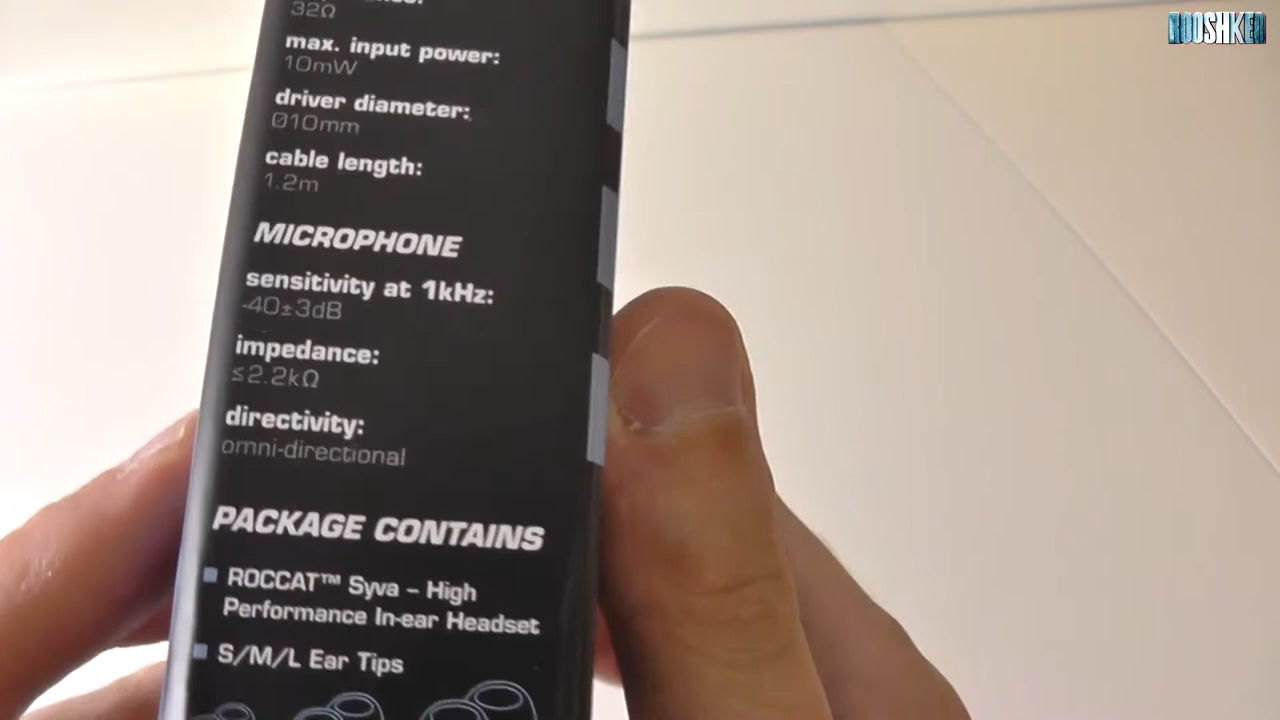 ROOSHKEN
32Ω
max. input power:
10mW
driver diameter:
Ø10mm
cable length:
1.2m
MICROPHONE
sensitivity at 1kHz:
-40±3dB
impedance:
≤2.2kΩ
directivity:
omni-directional
PACKAGE CONTAINS
ROCCAT™ Syva – High
Performance In-ear Headset
S/M/L Ear Tips